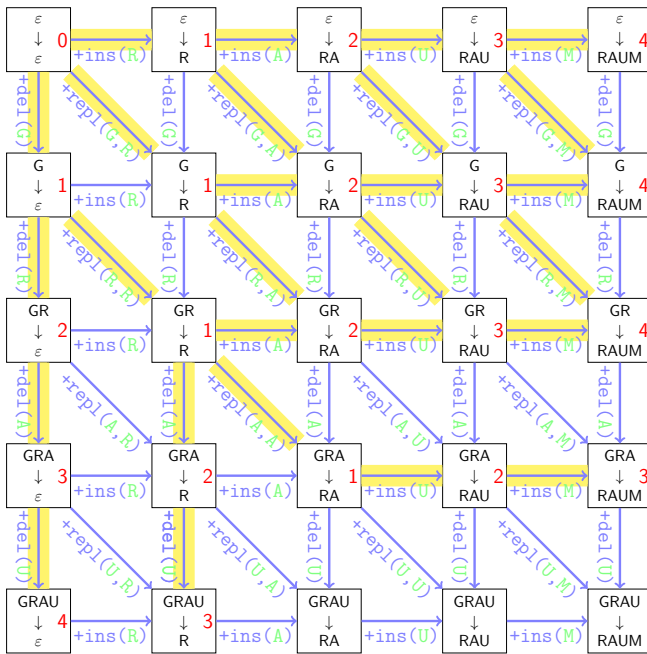 ε ε ε ε ε
↓ 0 ↓ 1 ↓ 2 ↓ 3 ↓ 4
ε +ins(R) R +ins(A) RA +ins(U) RAU +ins(M) RAUM
+del(G) +repl(G,R) +del(G) +repl(G,A) +del(G) +repl(G,U) +del(G) +repl(G,M) +del(G)
G G G G G
↓ 1 ↓ 1 ↓ 2 ↓ 3 ↓ 4
ε +ins(R) R +ins(A) RA +ins(U) RAU +ins(M) RAUM
+del(R) +repl(R,R) +del(R) +repl(R,A) +del(R) +repl(R,U) +del(R) +repl(R,M) +del(R)
GR GR GR GR GR
↓ 2 ↓ 1 ↓ 2 ↓ 3 ↓ 4
ε +ins(R) R +ins(A) RA +ins(U) RAU +ins(M) RAUM
+del(A) +repl(A,R) +del(A) +repl(A,A) +del(A) +repl(A,U) +del(A) +repl(A,M) +del(A)
GRA GRA GRA GRA GRA
↓ 3 ↓ 2 ↓ 1 ↓ 2 ↓ 3
ε +ins(R) R +ins(A) RA +ins(U) RAU +ins(M) RAUM
+del(U) +repl(U,R) +del(U) +repl(U,A) +del(U) +repl(U,U) +del(U) +repl(U,M) +del(U)
GRAU GRAU GRAU GRAU GRAU
↓ 4 ↓ 3 ↓ ↓ ↓
ε +ins(R) R +ins(A) RA +ins(U) RAU +ins(M) RAUM